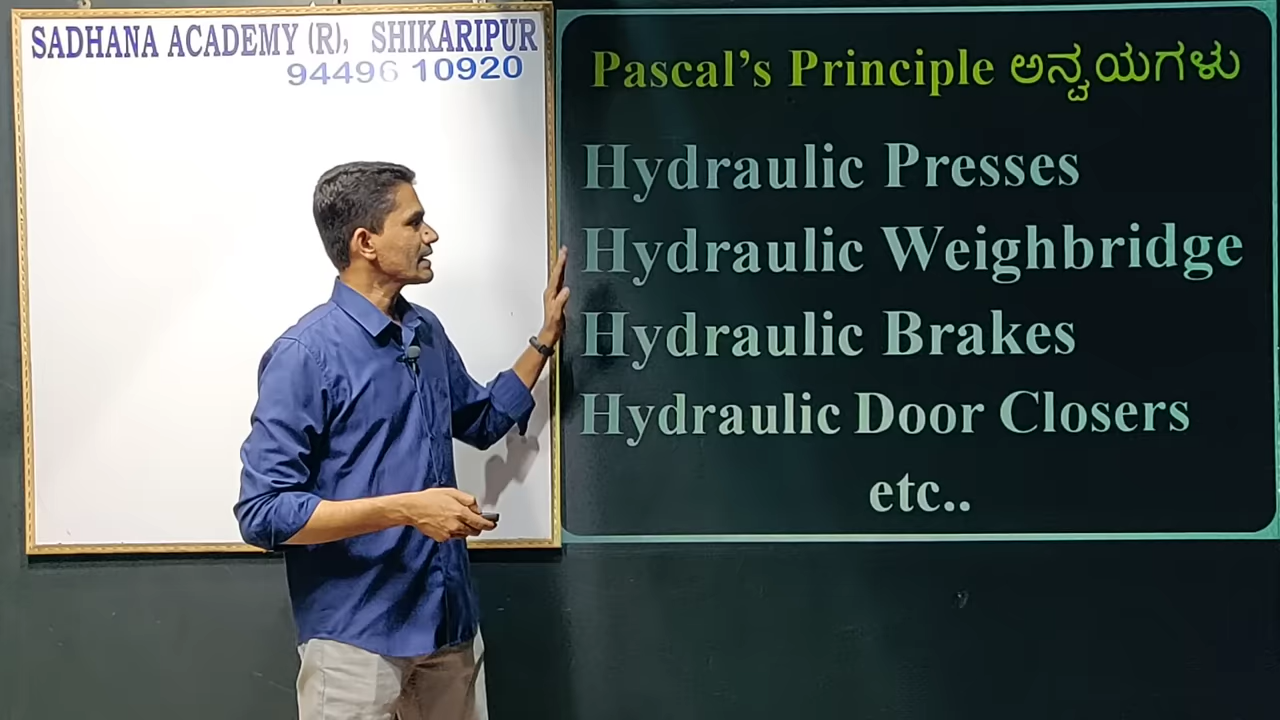 SADHANA ACADEMY (R), SHIKARIPUR
94496 10920
Pascal's Principle ಅನ್ವಯಗಳು
Hydraulic Presses
Hydraulic Weighbridge
Hydraulic Brakes
Hydraulic Door Closers
etc..